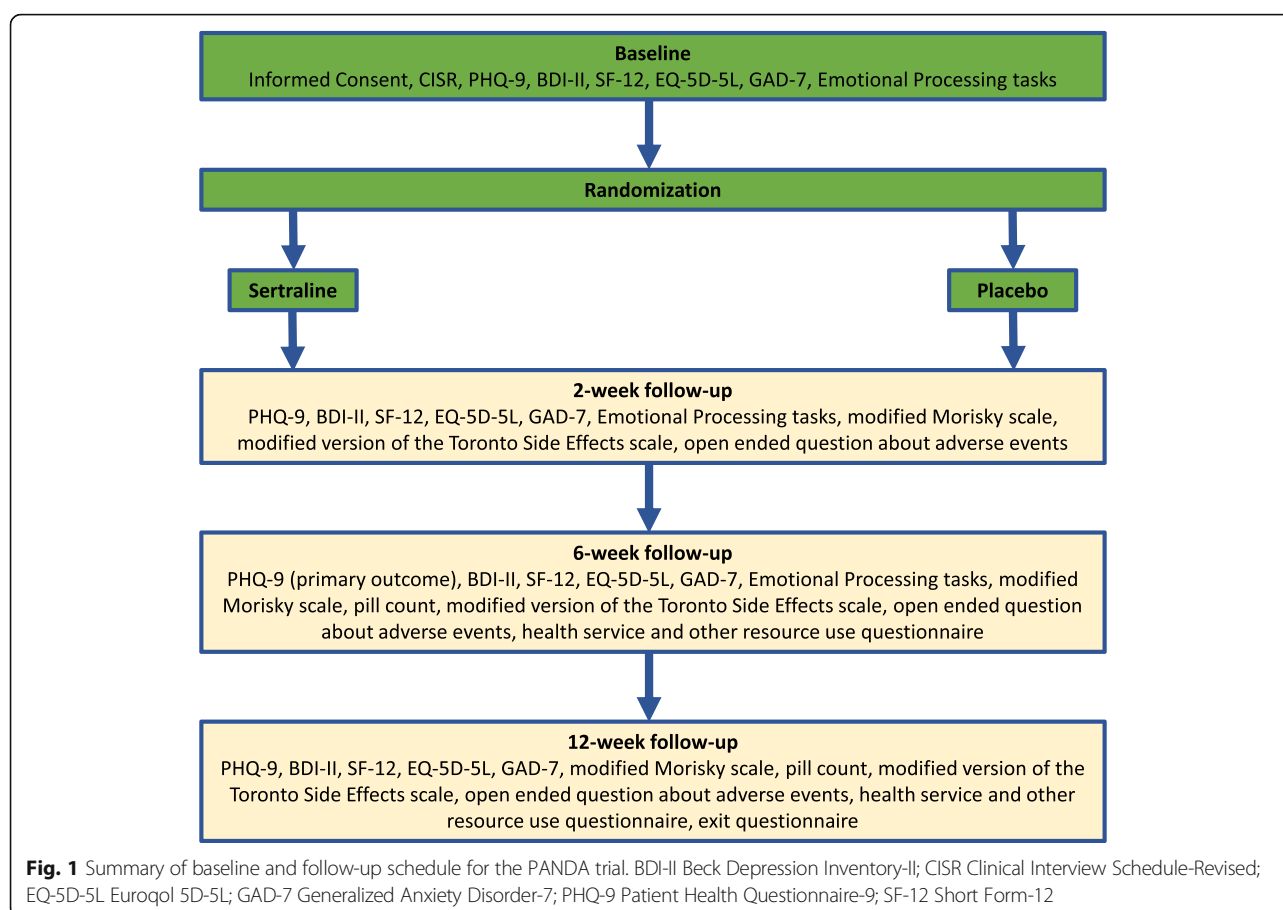 Baseline
Informed Consent, CISR, PHQ-9, BDI-II, SF-12, EQ-5D-5L, GAD-7, Emotional Processing tasks
Randomization
Sertraline
Placebo
2-week follow-up
PHQ-9, BDI-II, SF-12, EQ-5D-5L, GAD-7, Emotional Processing tasks, modified Morisky scale,
modified version of the Toronto Side Effects scale, open ended question about adverse events
6-week follow-up
PHQ-9 (primary outcome), BDI-II, SF-12, EQ-5D-5L, GAD-7, Emotional Processing tasks, modified
Morisky scale, pill count, modified version of the Toronto Side Effects scale, open ended question
about adverse events, health service and other resource use questionnaire
12-week follow-up
PHQ-9, BDI-II, SF-12, EQ-5D-5L, GAD-7, modified Morisky scale, pill count, modified version of the
Toronto Side Effects scale, open ended question about adverse events, health service and other
resource use questionnaire, exit questionnaire
Fig. 1 Summary of baseline and follow-up schedule for the PANDA trial. BDI-II Beck Depression Inventory-II; CISR Clinical Interview Schedule-Revised;
EQ-5D-5L Euroqol 5D-5L; GAD-7 Generalized Anxiety Disorder-7; PHQ-9 Patient Health Questionnaire-9; SF-12 Short Form-12